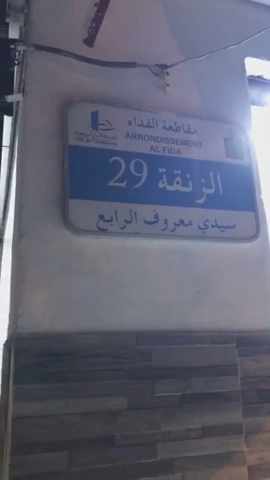 مقاطعة الفداء
ARRONDISSEMENT
AL FIDA
الزنقة 29
سيدي معروف الرابع